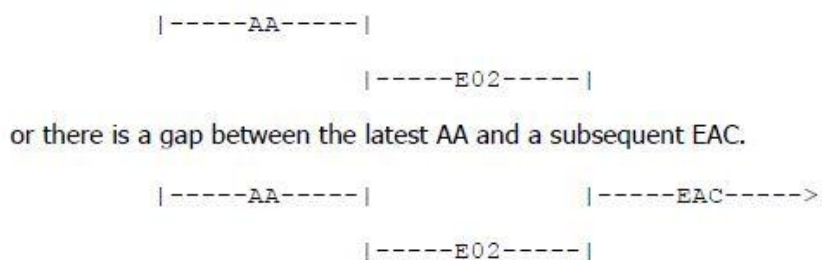 |-----AA-----|
|-----E02-----|
or there is a gap between the latest AA and a subsequent EAC.
|-----AA-----| |-----EAC----->
|-----E02-----|